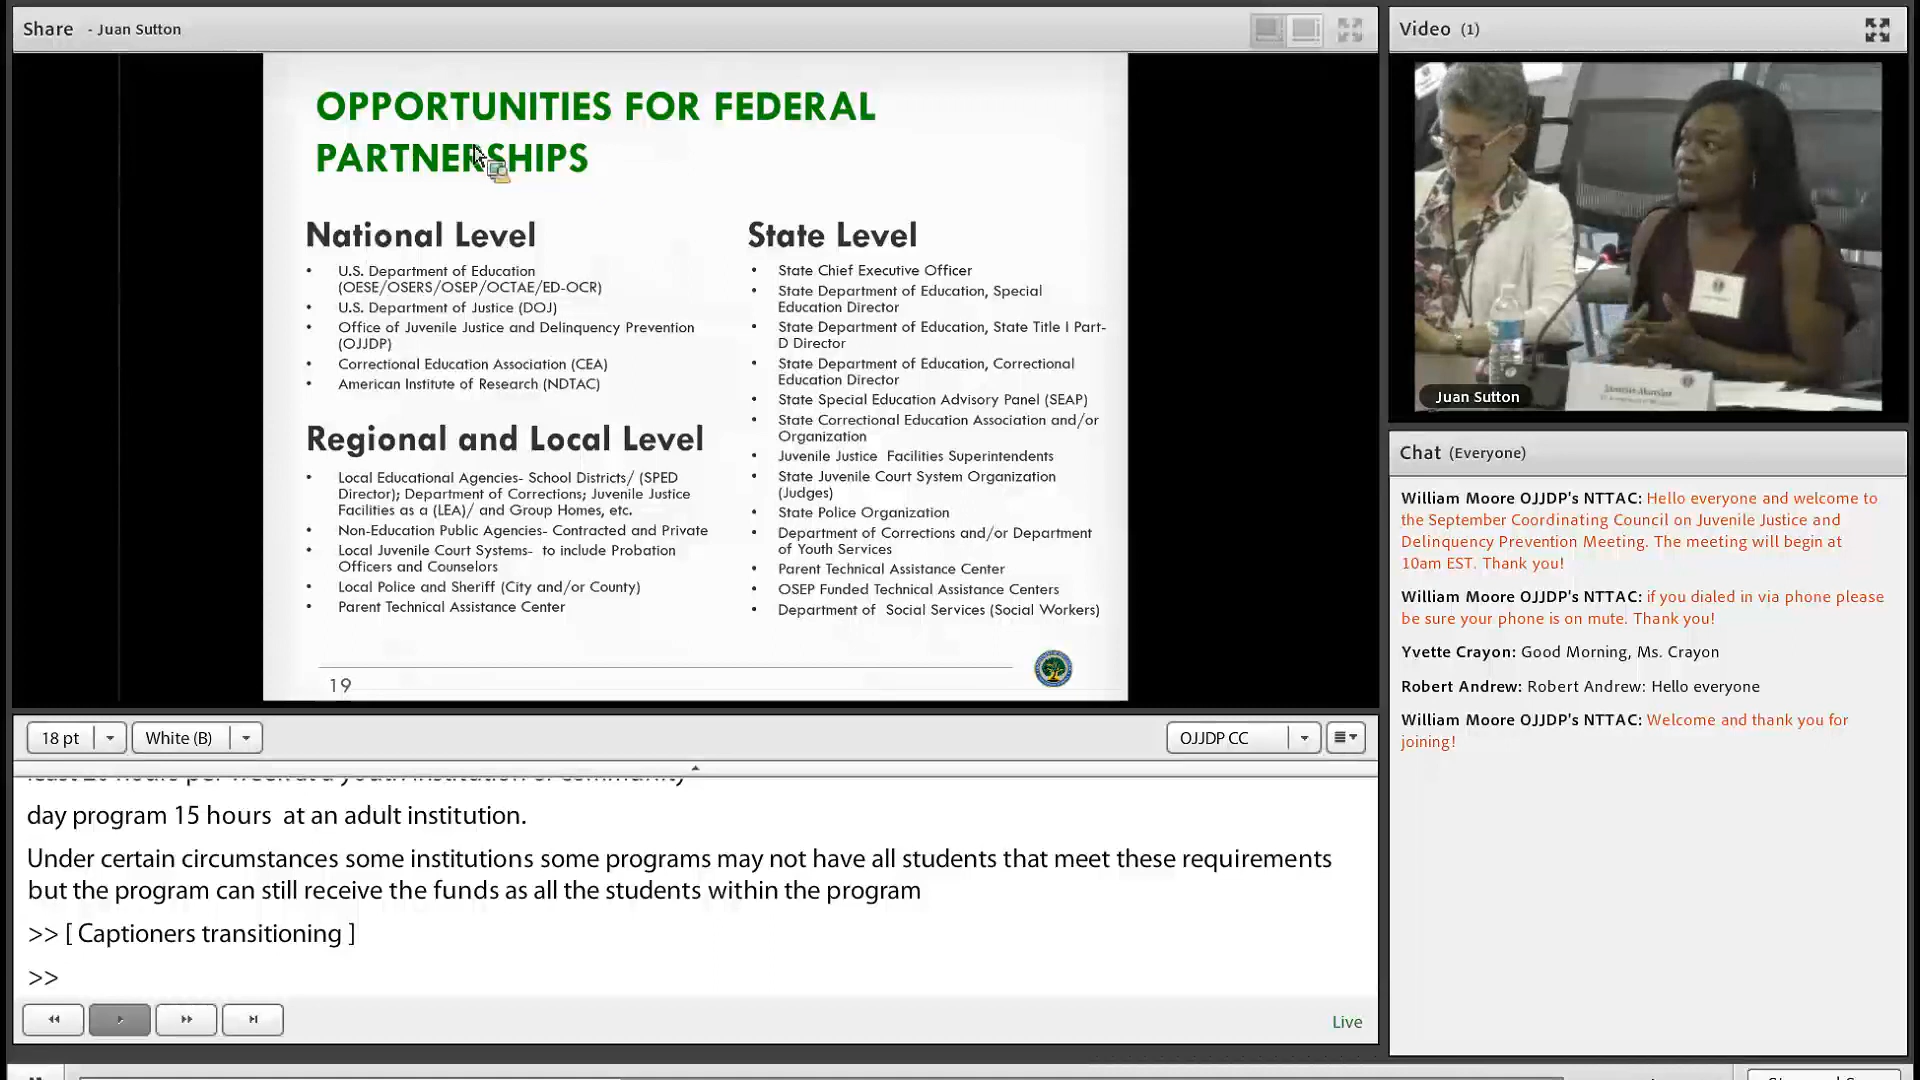 Share - Juan Sutton
OPPORTUNITIES FOR FEDERAL
PARTNERSHIPS
National Level
• U.S. Department of Education
(OESE/OSERS/OSEP/OCTAE/ED-OCR)
• U.S. Department of Justice (DOJ)
• Office of Juvenile Justice and Delinquency Prevention
(OJJDP)
• Correctional Education Association (CEA)
• American Institute of Research (NDTAC)
Regional and Local Level
• Local Educational Agencies- School Districts/ (SPED
Director); Department of Corrections; Juvenile Justice
Facilities as a (LEA)/ and Group Homes, etc.
• Non-Education Public Agencies- Contracted and Private
• Local Juvenile Court Systems- to include Probation
Officers and Counselors
• Local Police and Sheriff (City and/or County)
• Parent Technical Assistance Center
State Level
• State Chief Executive Officer
• State Department of Education, Special
Education Director
• State Department of Education, State Title I Part-
D Director
• State Department of Education, Correctional
Education Director
• State Special Education Advisory Panel (SEAP)
• State Correctional Education Association and/or
Organization
• Juvenile Justice Facilities Superintendents
• State Juvenile Court System Organization
(Judges)
• State Police Organization
• Department of Corrections and/or Department
of Youth Services
• Parent Technical Assistance Center
• OSEP Funded Technical Assistance Centers
• Department of Social Services (Social Workers)
19
18 pt
White (B)
OJJDP CC
day program 15 hours at an adult institution.
Under certain circumstances some institutions some programs may not have all students that meet these requirements
but the program can still receive the funds as all the students within the program
>> [ Captioners transitioning ]
>>
Live
Video (1)
Juan Sutton
Chat (Everyone)
William Moore OJJDP's NTTAC: Hello everyone and welcome to
the September Coordinating Council on Juvenile Justice and
Delinquency Prevention Meeting. The meeting will begin at
10am EST. Thank you!
William Moore OJJDP's NTTAC: if you dialed in via phone please
be sure your phone is on mute. Thank you!
Yvette Crayon: Good Morning, Ms. Crayon
Robert Andrew: Robert Andrew: Hello everyone
William Moore OJJDP's NTTAC: Welcome and thank you for
joining!